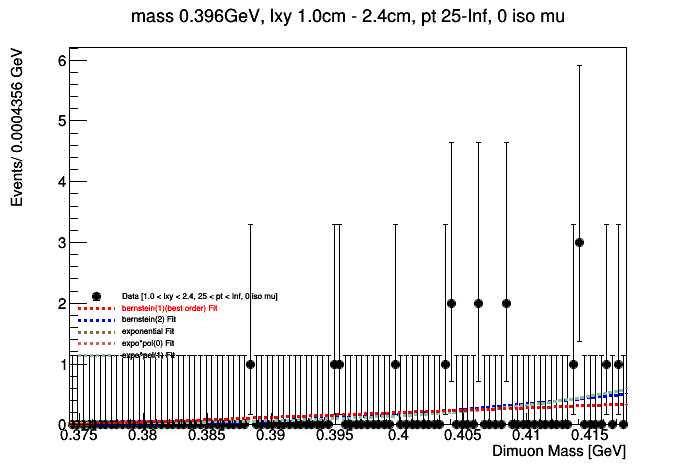 mass 0.396GeV, lxy 1.0cm - 2.4cm, pt 25-Inf, 0 iso mu
Events/ 0.0004356 GeV
6
5
4
3
2
1
0
Data [1.0 < lxy < 2.4, 25 < pt < Inf, 0 iso mu]
bernstein(1)(best order) Fit
bernstein(2) Fit
exponential Fit
expo*pol(0) Fit
expo*pol(1) Fit
0.375 0.38 0.385 0.39 0.395 0.4 0.405 0.41 0.415
Dimuon Mass [GeV]